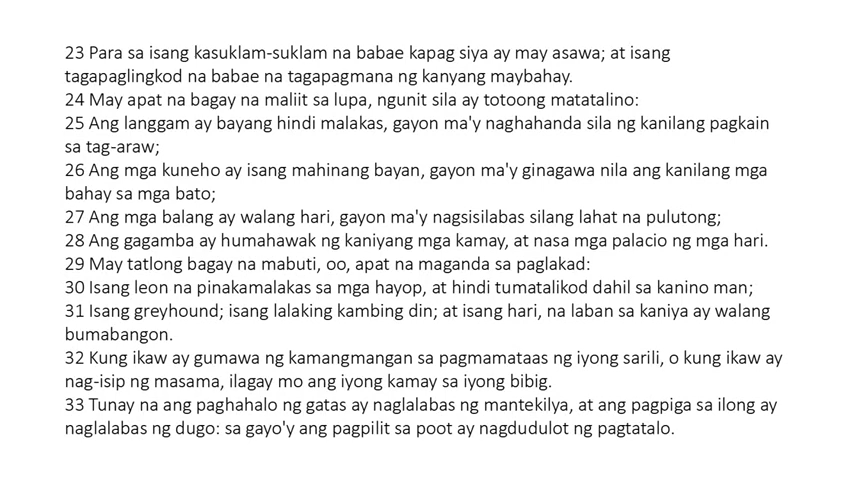 23 Para sa isang kasuklam-suklam na babae kapag siya ay may asawa; at isang
tagapaglingkod na babae na tagapagmana ng kanyang maybahay.
24 May apat na bagay na maliit sa lupa, ngunit sila ay totoong matatalino:
25 Ang langgam ay bayang hindi malakas, gayon ma'y naghahanda sila ng kanilang pagkain
sa tag-araw;
26 Ang mga kuneho ay isang mahinang bayan, gayon ma'y ginagawa nila ang kanilang mga
bahay sa mga bato;
27 Ang mga balang ay walang hari, gayon ma'y nagsisilabas silang lahat na pulutong;
28 Ang gagamba ay humahawak ng kaniyang mga kamay, at nasa mga palacio ng mga hari.
29 May tatlong bagay na mabuti, oo, apat na maganda sa paglakad:
30 Isang leon na pinakamalakas sa mga hayop, at hindi tumatalikod dahil sa kanino man;
31 Isang greyhound; isang lalaking kambing din; at isang hari, na laban sa kaniya ay walang
bumabangon.
32 Kung ikaw ay gumawa ng kamangmangan sa pagmamataas ng iyong sarili, o kung ikaw ay
nag-isip ng masama, ilagay mo ang iyong kamay sa iyong bibig.
33 Tunay na ang paghahalo ng gatas ay naglalabas ng mantekilya, at ang pagpiga sa ilong ay
naglalabas ng dugo: sa gayo'y ang pagpilit sa poot ay nagdudulot ng pagtatalo.